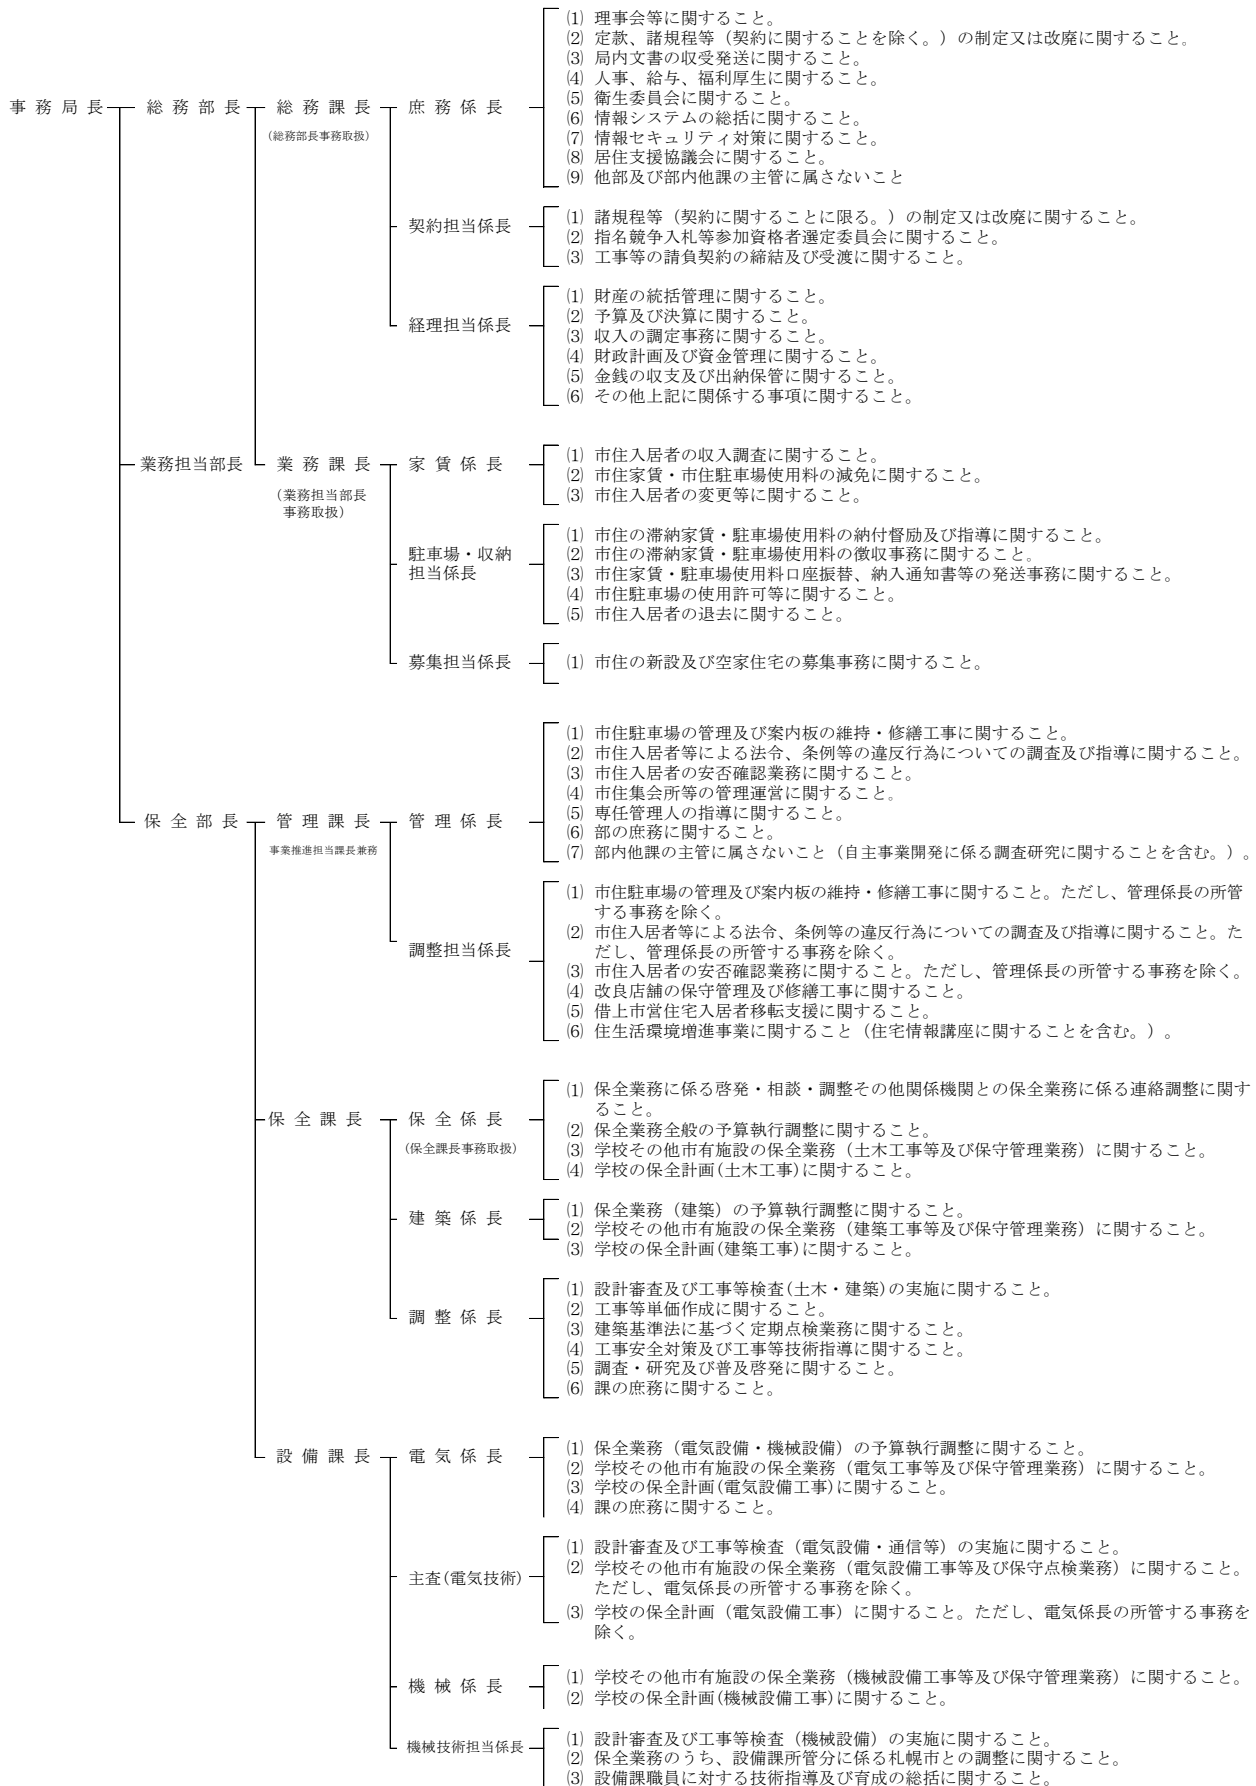 (1) 理事会等に関すること。
(2) 定款、諸規程等（契約に関することを除く。）の制定又は改廃に関すること。
(3) 局内文書の収受発送に関すること。
(4) 人事、給与、福利厚生に関すること。
事務局長 総務部長 総務課長 庶務係長 (5) 衛生委員会に関すること。
(総務部長事務取扱) (6) 情報システムの総括に関すること。
(7) 情報セキュリティ対策に関すること。
(8) 居住支援協議会に関すること。
(9) 他部及び部内他課の主管に属さないこと
(1) 諸規程等（契約に関することに限る。）の制定又は改廃に関すること。
契約担当係長 (2) 指名競争入札等参加資格者選定委員会に関すること。
(3) 工事等の請負契約の締結及び受渡に関すること。
(1) 財産の統括管理に関すること。
経理担当係長 (2) 予算及び決算に関すること。
(3) 収入の調定事務に関すること。
(4) 財政計画及び資金管理に関すること。
(5) 金銭の収支及び出納保管に関すること。
(6) その他上記に関係する事項に関すること。
(1) 市住入居者の収入調査に関すること。
業務担当部長 業務課長 家賃係長 (2) 市住家賃・市住駐車場使用料の減免に関すること。
(業務担当部長
事務取扱) (3) 市住入居者の変更等に関すること。
(1) 市住の滞納家賃・駐車場使用料の納付督励及び指導に関すること。
駐車場・収納 (2) 市住の滞納家賃・駐車場使用料の徴収事務に関すること。
担当係長 (3) 市住家賃・駐車場使用料口座振替、納入通知書等の発送事務に関すること。
(4) 市住駐車場の使用許可等に関すること。
(5) 市住入居者の退去に関すること。
募集担当係長 (1) 市住の新設及び空家住宅の募集事務に関すること。
(1) 市住駐車場の管理及び案内板の維持・修繕工事に関すること。
(2) 市住入居者等による法令、条例等の違反行為についての調査及び指導に関すること。
(3) 市住入居者の安否確認業務に関すること。
(4) 市住集会所等の管理運営に関すること。
保全部長 管理課長 管理係長 (5) 専任管理人の指導に関すること。
事業推進担当課長兼務 (6) 部の庶務に関すること。
(7) 部内他課の主管に属さないこと（自主事業開発に係る調査研究に関することを含む。）。
(1) 市住駐車場の管理及び案内板の維持・修繕工事に関すること。ただし、管理係長の所管
する事務を除く。
調整担当係長 (2) 市住入居者等による法令、条例等の違反行為についての調査及び指導に関すること。た
だし、管理係長の所管する事務を除く。
(3) 市住入居者の安否確認業務に関すること。ただし、管理係長の所管する事務を除く。
(4) 改良店舗の保守管理及び修繕工事に関すること。
(5) 借上市営住宅入居者移転支援に関すること。
(6) 住生活環境増進事業に関すること（住宅情報講座に関することを含む。）。
(1) 保全業務に係る啓発・相談・調整その他関係機関との保全業務に係る連絡調整に関す
ること。
保全課長 保全係長 (2) 保全業務全般の予算執行調整に関すること。
(保全課長事務取扱) (3) 学校その他市有施設の保全業務（土木工事等及び保守管理業務）に関すること。
(4) 学校の保全計画(土木工事)に関すること。
建築係長 (1) 保全業務（建築）の予算執行調整に関すること。
(2) 学校その他市有施設の保全業務（建築工事等及び保守管理業務）に関すること。
(3) 学校の保全計画(建築工事)に関すること。
(1) 設計審査及び工事等検査(土木・建築)の実施に関すること。
調整係長 (2) 工事等単価作成に関すること。
(3) 建築基準法に基づく定期点検業務に関すること。
(4) 工事安全対策及び工事等技術指導に関すること。
(5) 調査・研究及び普及啓発に関すること。
(6) 課の庶務に関すること。
設備課長 電気係長 (1) 保全業務（電気設備・機械設備）の予算執行調整に関すること。
(2) 学校その他市有施設の保全業務（電気工事等及び保守管理業務）に関すること。
(3) 学校の保全計画(電気設備工事)に関すること。
(4) 課の庶務に関すること。
(1) 設計審査及び工事等検査（電気設備・通信等）の実施に関すること。
主査(電気技術) (2) 学校その他市有施設の保全業務（電気設備工事等及び保守点検業務）に関すること。
ただし、電気係長の所管する事務を除く。
(3) 学校の保全計画（電気設備工事）に関すること。ただし、電気係長の所管する事務を
除く。
機械係長 (1) 学校その他市有施設の保全業務（機械設備工事等及び保守管理業務）に関すること。
(2) 学校の保全計画(機械設備工事)に関すること。
機械技術担当係長 (1) 設計審査及び工事等検査（機械設備）の実施に関すること。
(2) 保全業務のうち、設備課所管分に係る札幌市との調整に関すること。
(3) 設備課職員に対する技術指導及び育成の総括に関すること。